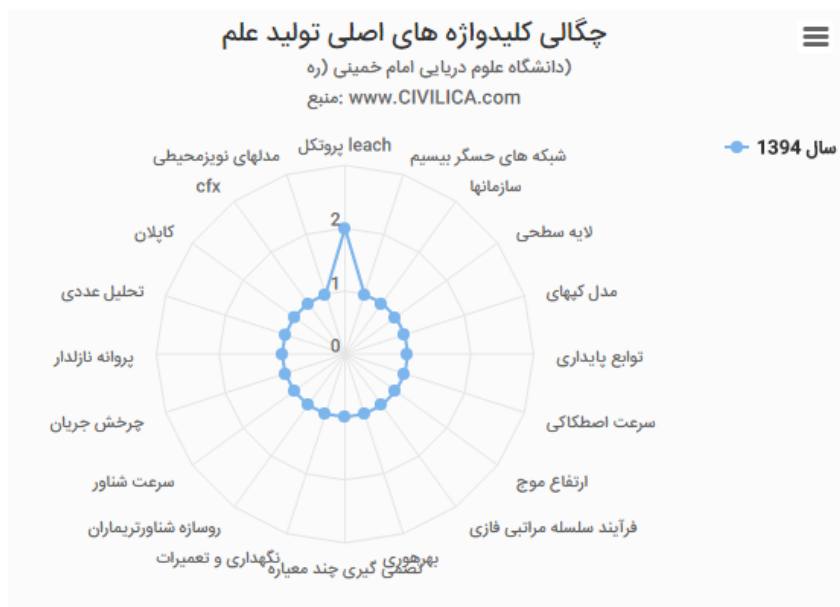 چگالی کلیدواژه های اصلی تولید علم
(دانشگاه علوم دریایی امام خمینی (ره
منبع: www.CIVILICA.com
سال 1394
پروتکل leach
شبکه های حسگر بیسیم
سازمانها
لایه سطحی
مدل کپهای
توابع پایداری
سرعت اصطکاکی
ارتفاع موج
فرآیند سلسله مراتبی فازی
بهرهوری
تصمی گیری چند معیاره
نگهداری و تعمیرات
روسازه شناورتریماران
سرعت شناور
چرخش جریان
پروانه نازلدار
تحلیل عددی
کاپلان
cfx
مدلهای نویزمحیطی
2
1
0